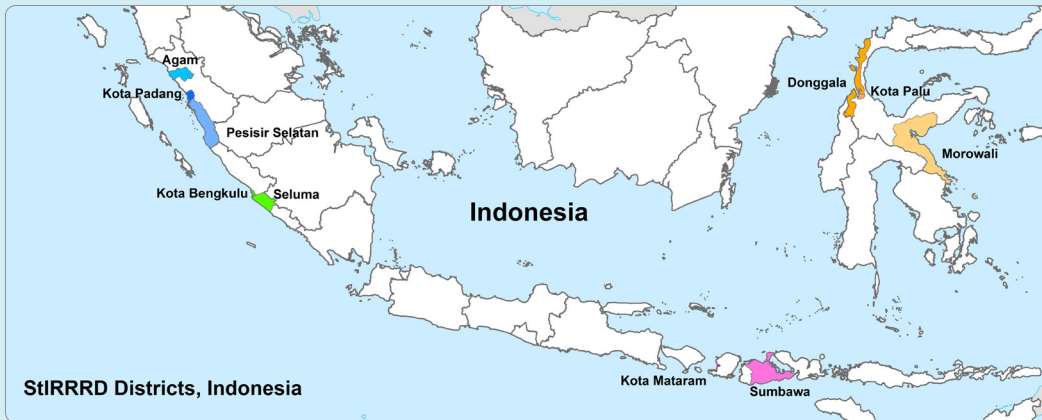 Agam
Kota Padang
Pesisir Selatan
Kota Bengkulu
Seluma
Donggala
Kota Palu
Morowali
Indonesia
Kota Mataram
Sumbawa
StIRRRD Districts, Indonesia